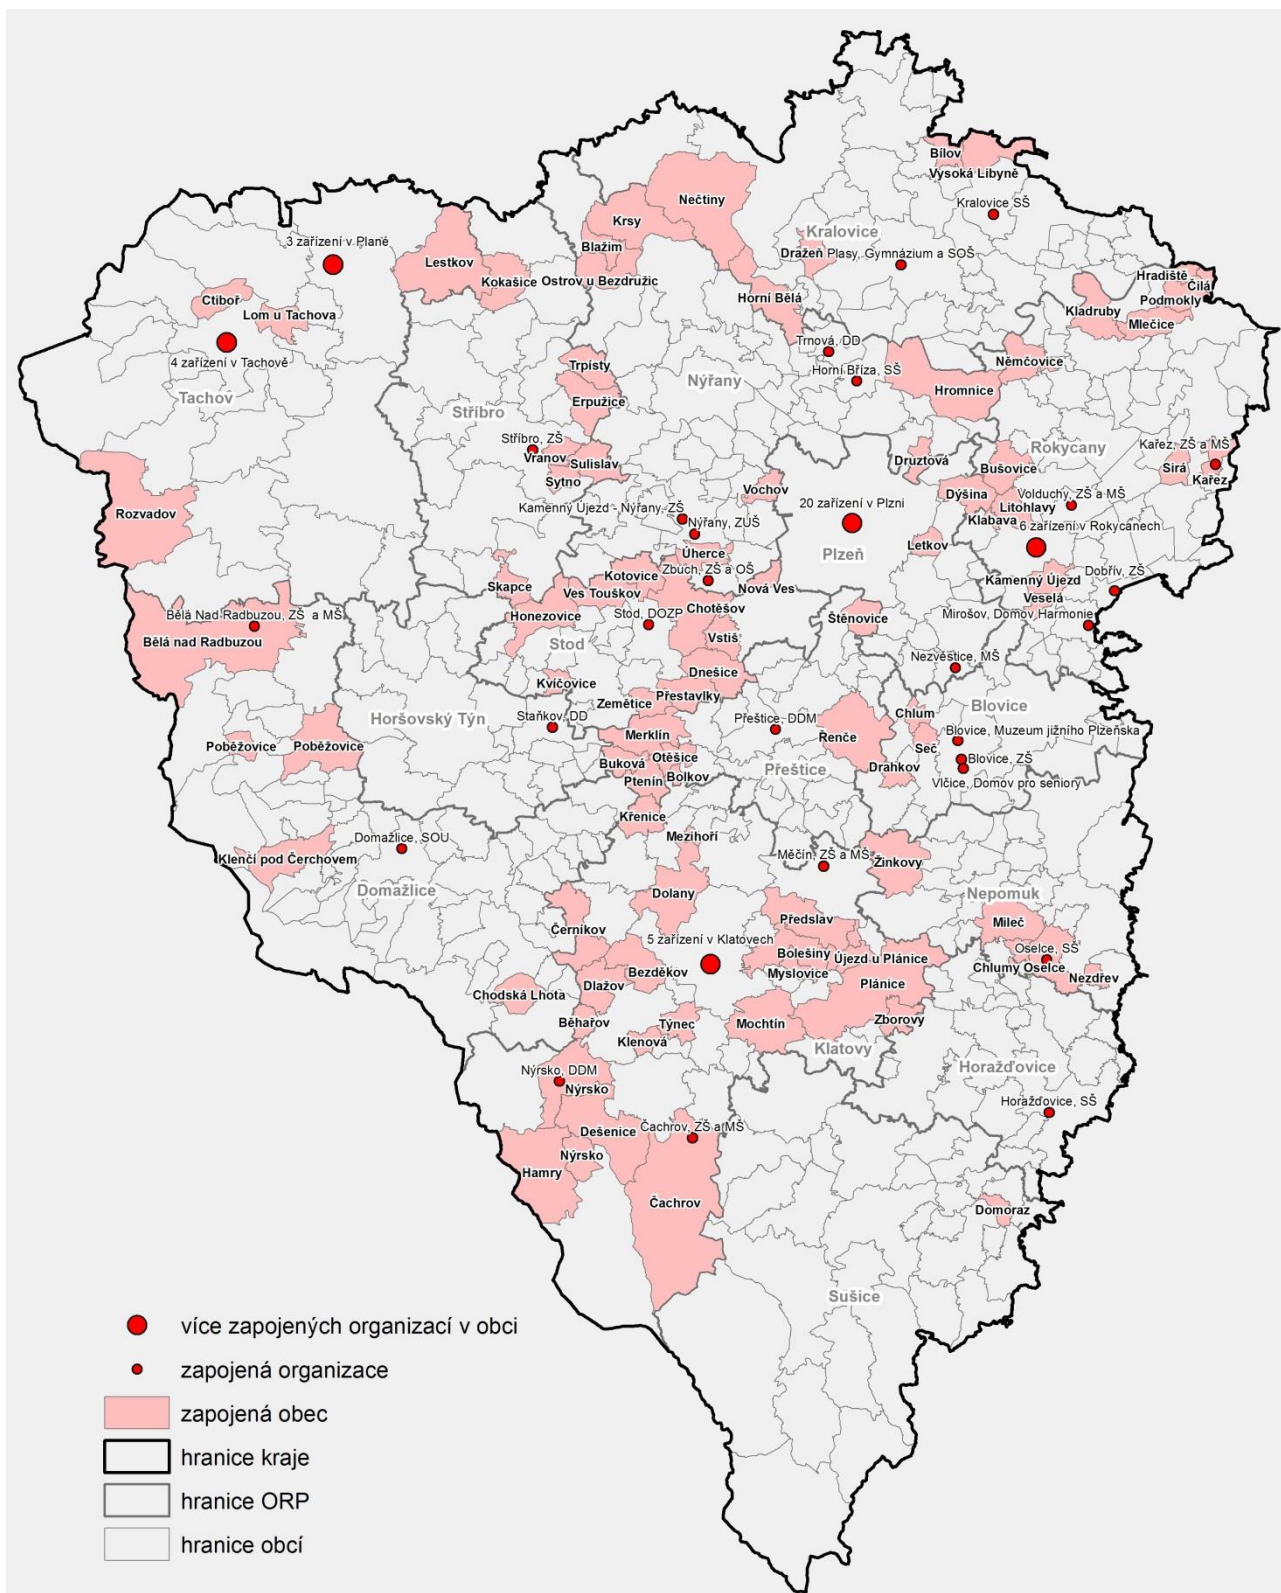 Bílov
Vysoká Libyně
Kralovice SŠ
Nečtiny
Krsy
Kralovice
Blažim
3 zařízení v Plané
Dražeň
Plasy, Gymnázium a SOŠ
Lestkov
Hradiště
Kokašice
Ostrov u Bezdružic
Čilá
Ctiboř
Horní Bělá
Podmokly
Kladruby
Lom u Tachova
Mlečice
Trnová, DD
4 zařízení v Tachově
Němčovice
Trpísty
Horní Bříza, SŠ
Nýřany
Hromnice
Tachov
Erpužice
Stříbro
Stříbro, ZŠ
Kařez, ZŠ a MŠ
Rokycany
Vranov
Druztová
Sulislav
Bušovice
Sirá
Kařez
Sytno
Vochov
Dýšina
Volduchy, ZŠ a MŠ
20 zařízení v Plzni
Rozvadov
Kamenný Újezd - Nýřany, ZŠ
Litohlavy
Klabava
Nýřany, ZUŠ
6 zařízení v Rokycanech
Letkov
Plzeň
Úherce
Zbůch, ZŠ a OŠ
Dobřív, ZŠ
Kotovice
Kamenný Újezd
Skapce
Ves Touškov
Nová Ves
Veselá
Chotěšov
Bělá Nad Radbuzou, ZŠ a MŠ
Honezovice
Stod, DOZP
Štěnovice
Mirošov, Domov Harmonie
Bělá nad Radbuzou
Vstiš
Stod
Nezvěstice, MŠ
Dnešice
Kvíčovice
Přestavlky
Zemětice
Blovice
Chlum
Horšovský Týn
Staňkov, DD
Přeštice, DDM
Merklín
Řenče
Blovice, Muzeum jižního Plzeňska
Poběžovice
Poběžovice
Seč
Otěšice
Buková
Blovice, ZŠ
Přeštice
Drahkov
Bolkov
Ptenín
Vlčice, Domov pro seniory
Křenice
Domažlice, SOU
Mezihoří
Klenčí pod Čerchovem
Měčín, ZŠ a MŠ
Žinkovy
Domažlice
Dolany
Nepomuk
Předslav
Mileč
Černíkov
5 zařízení v Klatovech
Oselce, SŠ
Bolešiny
Újezd u Plánice
Bezděkov
Chlumy
Oselce
Myslovice
Nezdřev
Dlažov
Plánice
Chodská Lhota
Běhařov
Týnec
Mochtín
Zborovy
Klenová
Klatovy
Nýrsko, DDM
Horažďovice
Nýrsko
Horažďovice, SŠ
Dešenice
Čachrov, ZŠ a MŠ
Nýrsko
Hamry
Čachrov
Domoraz
Sušice
více zapojených organizací v obci
zapojená organizace
zapojená obec
hranice kraje
hranice ORP
hranice obcí